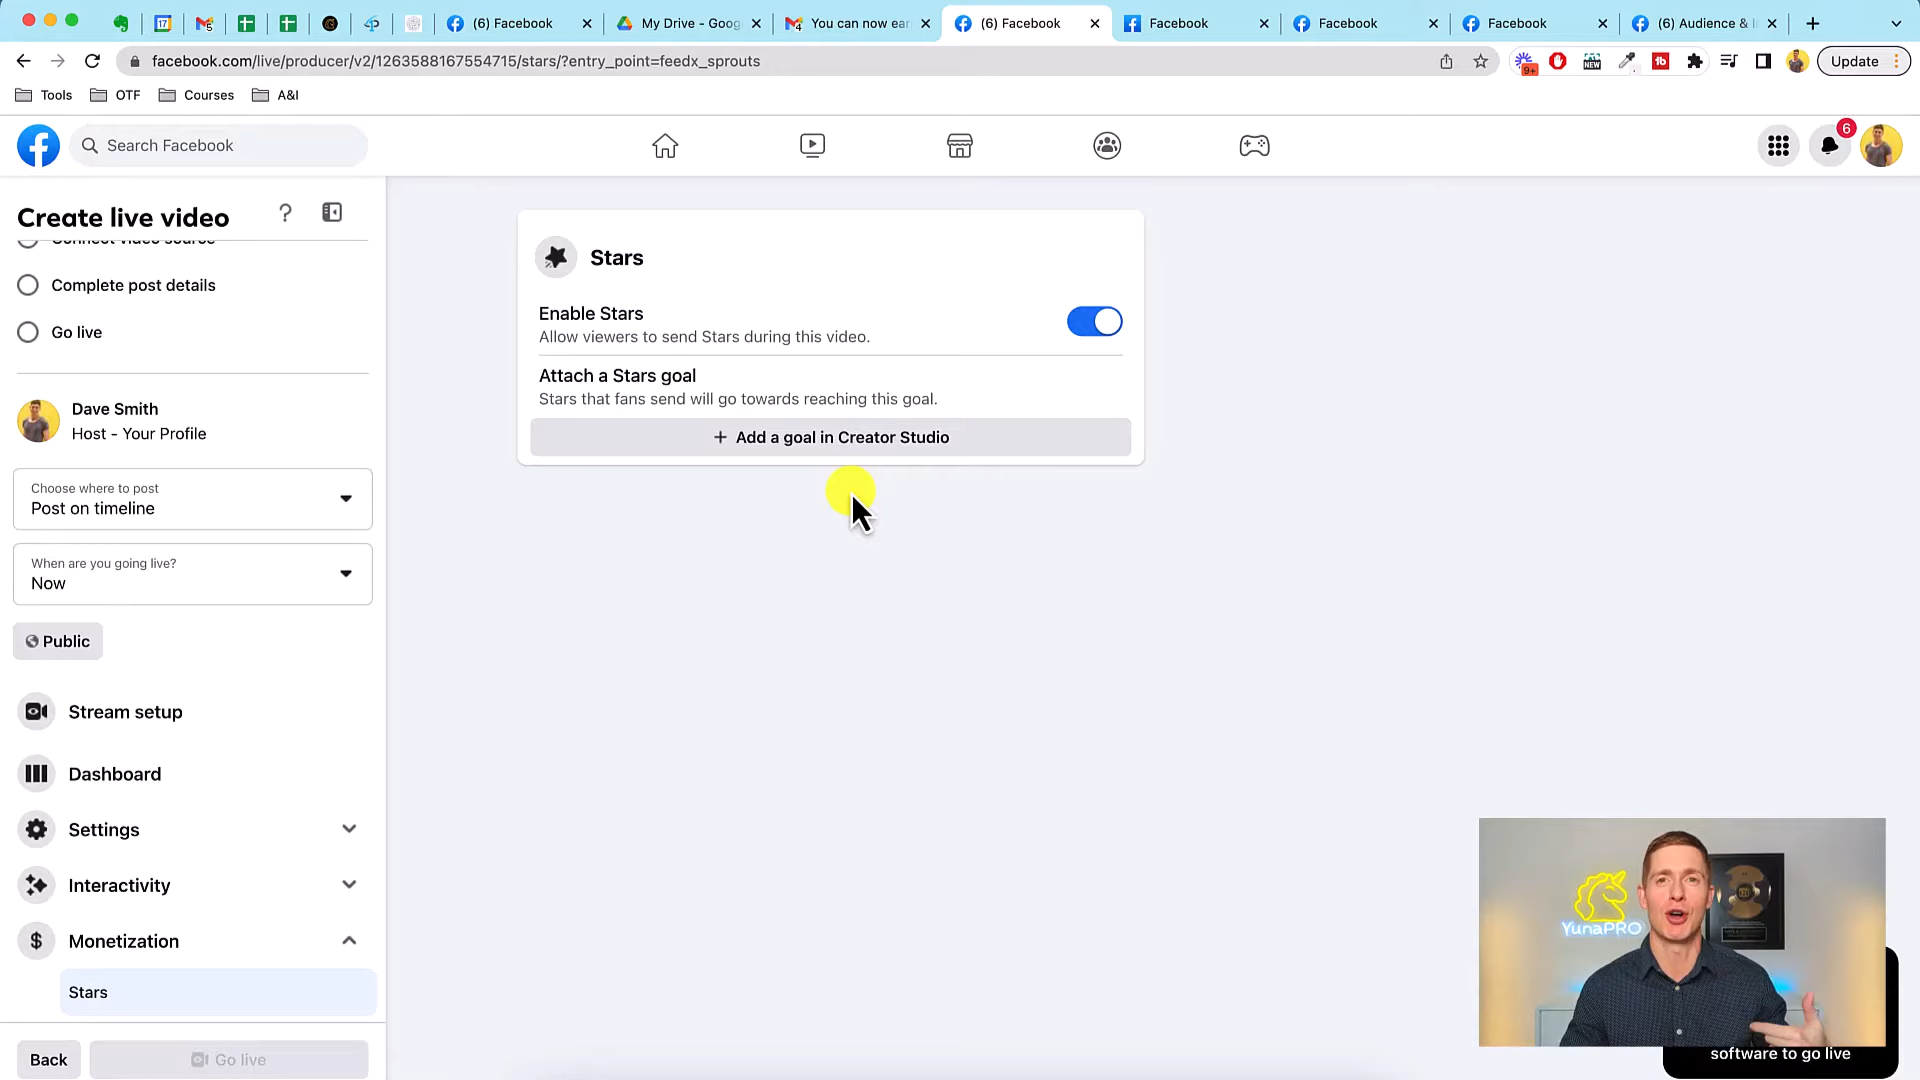 (6) Facebook
My Drive - Goog
You can now ear
(6) Facebook
Facebook
Facebook
Facebook
(6) Audience & I
facebook.com/live/producer/v2/1263588167554715/stars/?entry_point=feedx_sprouts
9+
NEW
Update
Tools
OTF
Courses
A&I
Search Facebook
6
Create live video
?
Connect video source
Complete post details
Go live
Dave Smith
Host - Your Profile
Choose where to post
Post on timeline
When are you going live?
Now
Public
Stream setup
Dashboard
Settings
Interactivity
Monetization
Stars
Back
Go live
Stars
Enable Stars
Allow viewers to send Stars during this video.
Attach a Stars goal
Stars that fans send will go towards reaching this goal.
+ Add a goal in Creator Studio
YunaPRO
software to go live